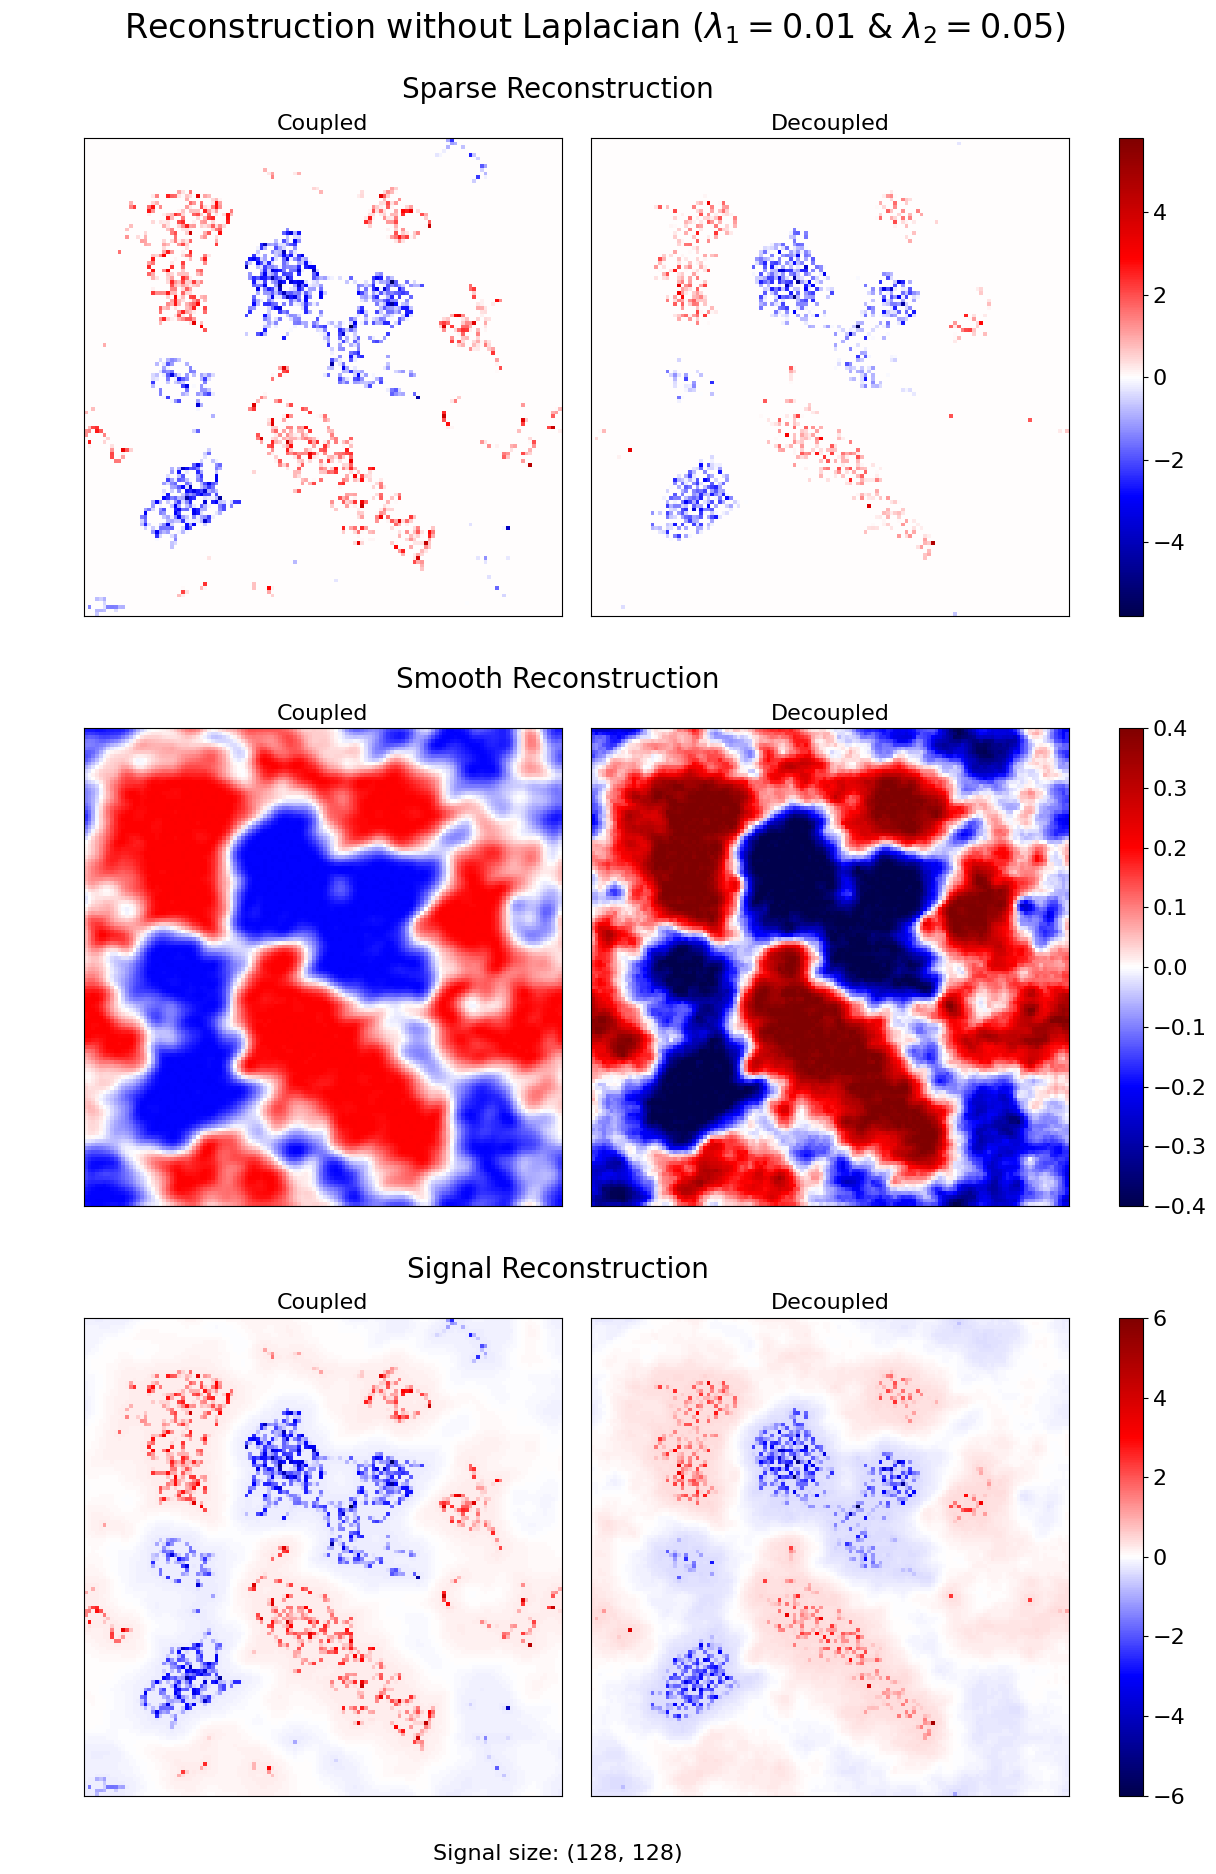 Reconstruction without Laplacian (λ₁ = 0.01 & λ₂ = 0.05)
Sparse Reconstruction
Coupled Decoupled
4
2
0
−2
−4
Smooth Reconstruction
Coupled Decoupled
0.4
0.3
0.2
0.1
0.0
−0.1
−0.2
−0.3
−0.4
Signal Reconstruction
Coupled Decoupled
6
4
2
0
−2
−4
−6
Signal size: (128, 128)